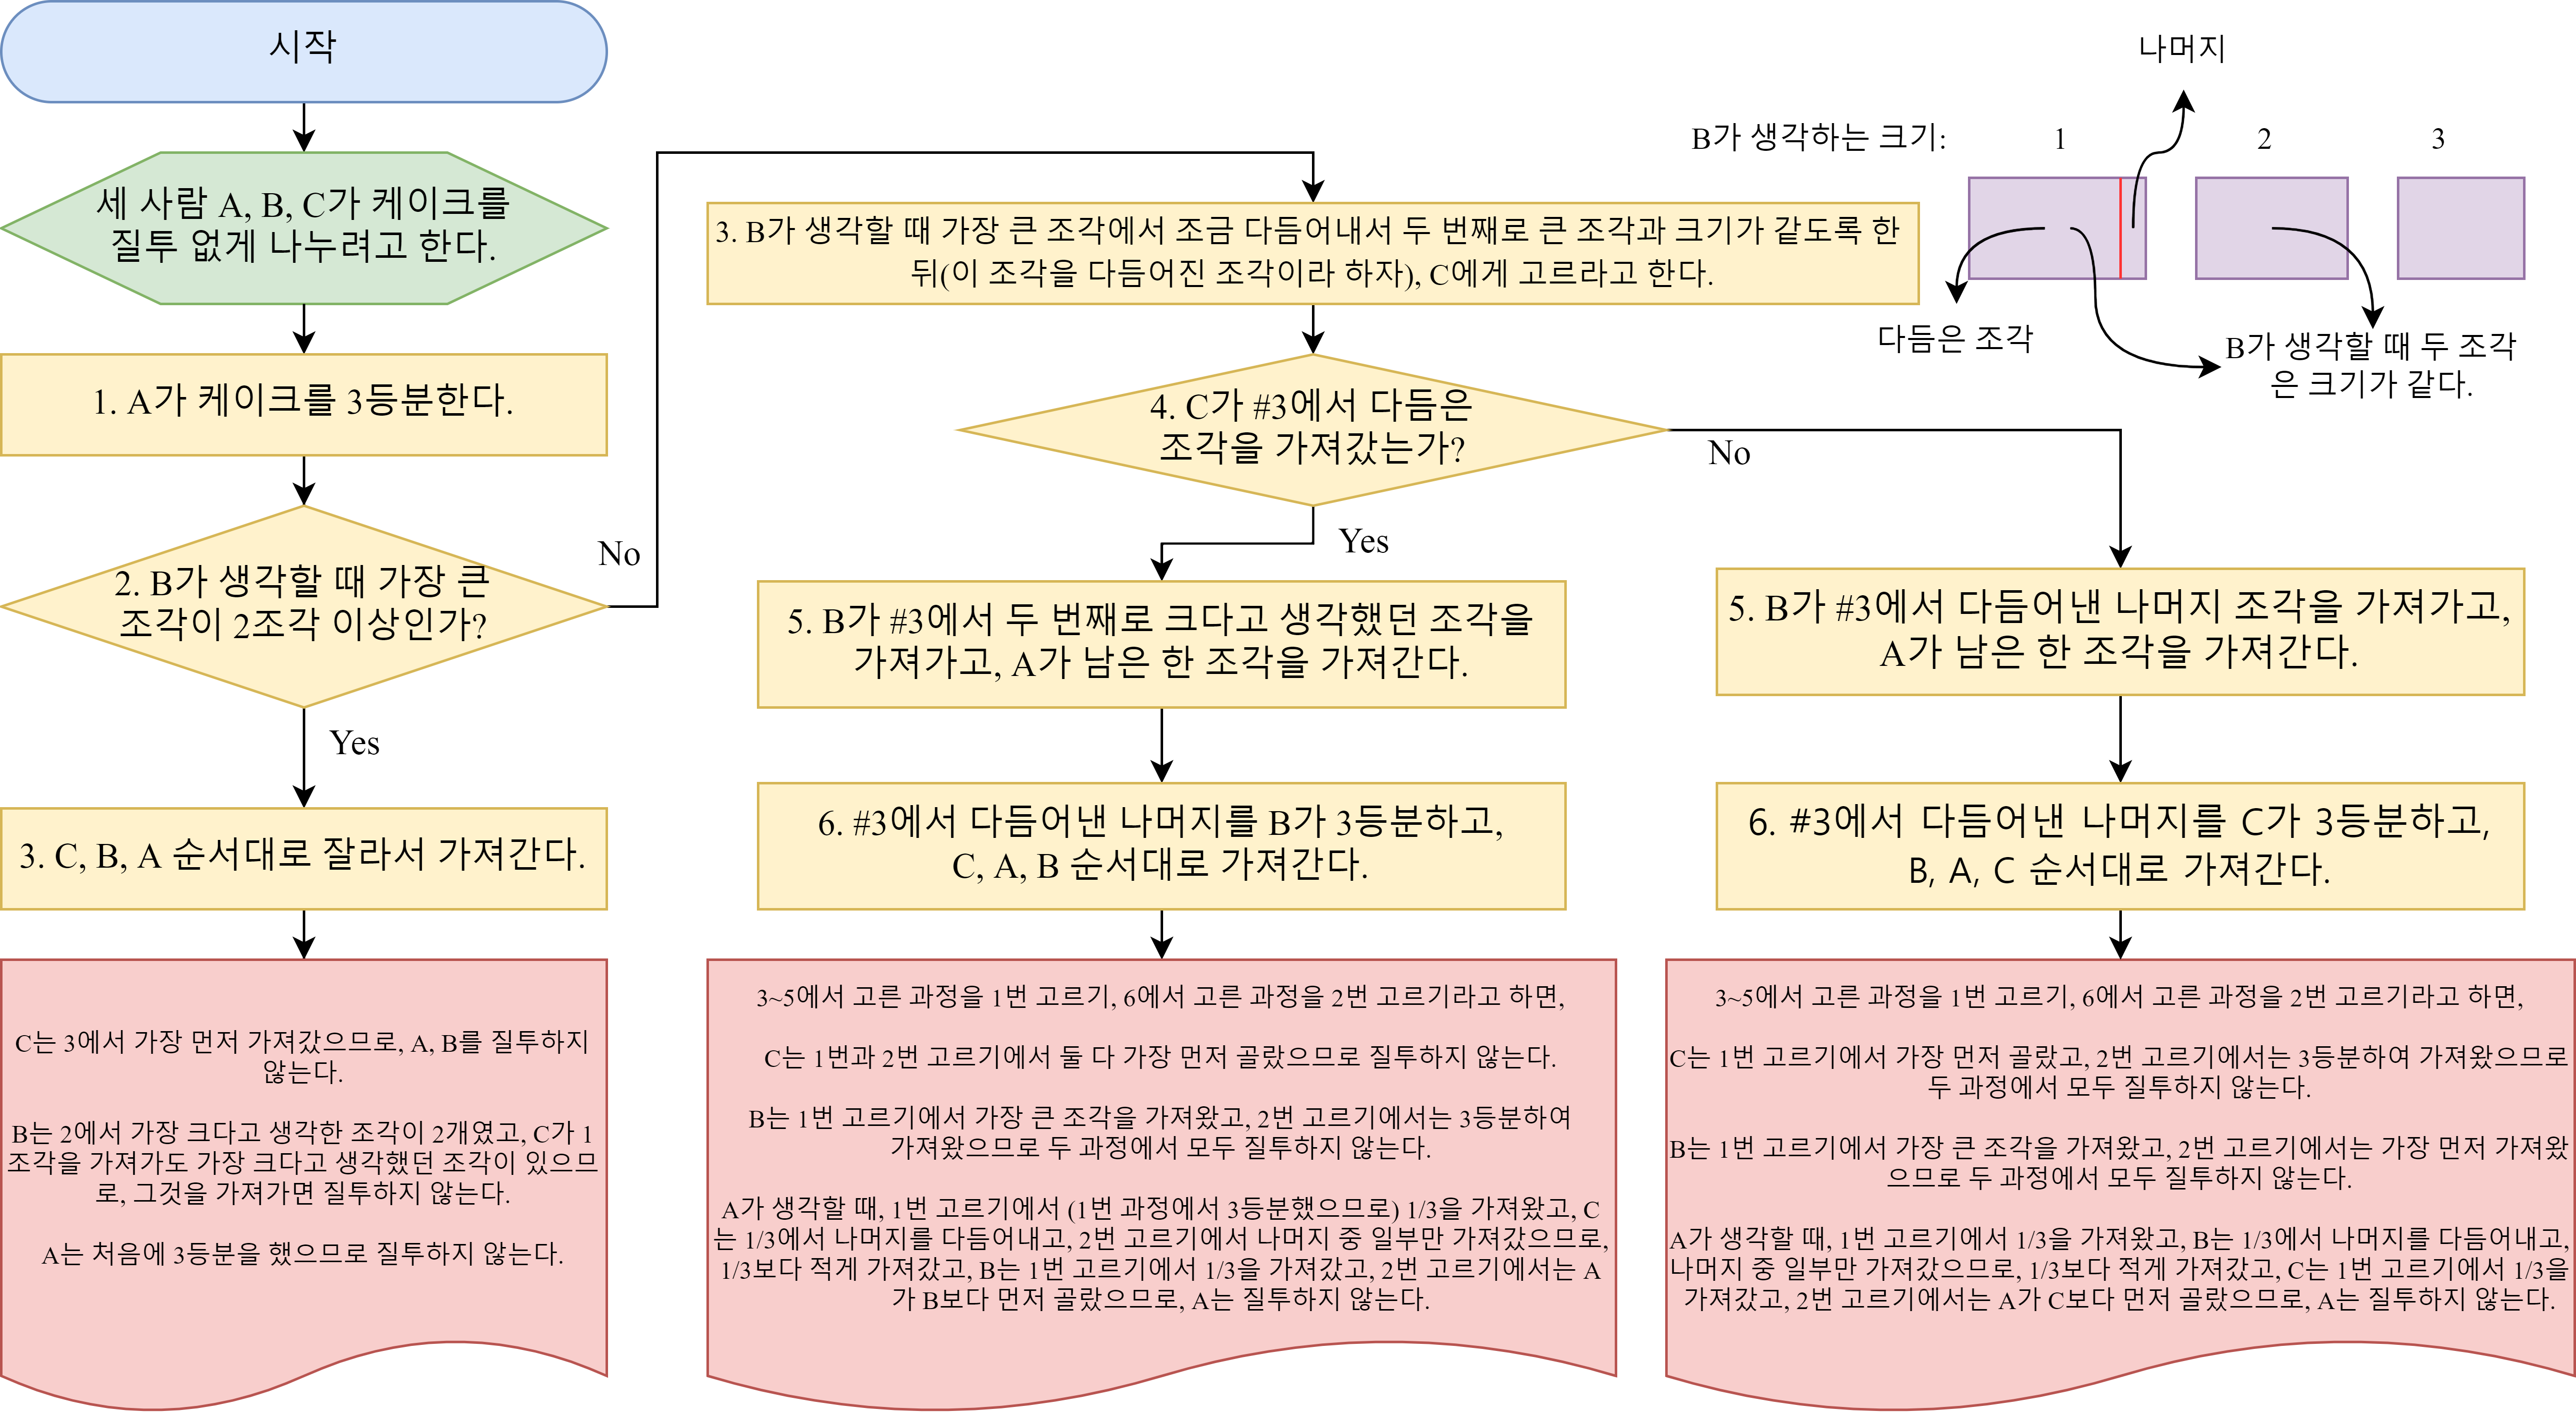 시작
세 사람 A, B, C가 케이크를
질투 없게 나누려고 한다.
1. A가 케이크를 3등분한다.
2. B가 생각할 때 가장 큰
조각이 2조각 이상인가?
No
Yes
3. C, B, A 순서대로 잘라서 가져간다.
C는 3에서 가장 먼저 가져갔으므로, A, B를 질투하지
않는다.
B는 2에서 가장 크다고 생각한 조각이 2개였고, C가 1
조각을 가져가도 가장 크다고 생각했던 조각이 있으므
로, 그것을 가져가면 질투하지 않는다.
A는 처음에 3등분을 했으므로 질투하지 않는다.
3. B가 생각할 때 가장 큰 조각에서 조금 다듬어내서 두 번째로 큰 조각과 크기가 같도록 한
뒤(이 조각을 다듬어진 조각이라 하자), C에게 고르라고 한다.
4. C가 #3에서 다듬은
조각을 가져갔는가?
No
Yes
5. B가 #3에서 두 번째로 크다고 생각했던 조각을
가져가고, A가 남은 한 조각을 가져간다.
6. #3에서 다듬어낸 나머지를 B가 3등분하고,
C, A, B 순서대로 가져간다.
3~5에서 고른 과정을 1번 고르기, 6에서 고른 과정을 2번 고르기라고 하면,
C는 1번과 2번 고르기에서 둘 다 가장 먼저 골랐으므로 질투하지 않는다.
B는 1번 고르기에서 가장 큰 조각을 가져왔고, 2번 고르기에서는 3등분하여
가져왔으므로 두 과정에서 모두 질투하지 않는다.
A가 생각할 때, 1번 고르기에서 (1번 과정에서 3등분했으므로) 1/3을 가져왔고, C
는 1/3에서 나머지를 다듬어내고, 2번 고르기에서 나머지 중 일부만 가져갔으므로,
1/3보다 적게 가져갔고, B는 1번 고르기에서 1/3을 가져갔고, 2번 고르기에서는 A
가 B보다 먼저 골랐으므로, A는 질투하지 않는다.
나머지
B가 생각하는 크기:
1
2
3
다듬은 조각
B가 생각할 때 두 조각
은 크기가 같다.
5. B가 #3에서 다듬어낸 나머지 조각을 가져가고,
A가 남은 한 조각을 가져간다.
6. #3에서 다듬어낸 나머지를 C가 3등분하고,
B, A, C 순서대로 가져간다.
3~5에서 고른 과정을 1번 고르기, 6에서 고른 과정을 2번 고르기라고 하면,
C는 1번 고르기에서 가장 먼저 골랐고, 2번 고르기에서는 3등분하여 가져왔으므로
두 과정에서 모두 질투하지 않는다.
B는 1번 고르기에서 가장 큰 조각을 가져왔고, 2번 고르기에서는 가장 먼저 가져왔
으므로 두 과정에서 모두 질투하지 않는다.
A가 생각할 때, 1번 고르기에서 1/3을 가져왔고, B는 1/3에서 나머지를 다듬어내고,
나머지 중 일부만 가져갔으므로, 1/3보다 적게 가져갔고, C는 1번 고르기에서 1/3을
가져갔고, 2번 고르기에서는 A가 C보다 먼저 골랐으므로, A는 질투하지 않는다.